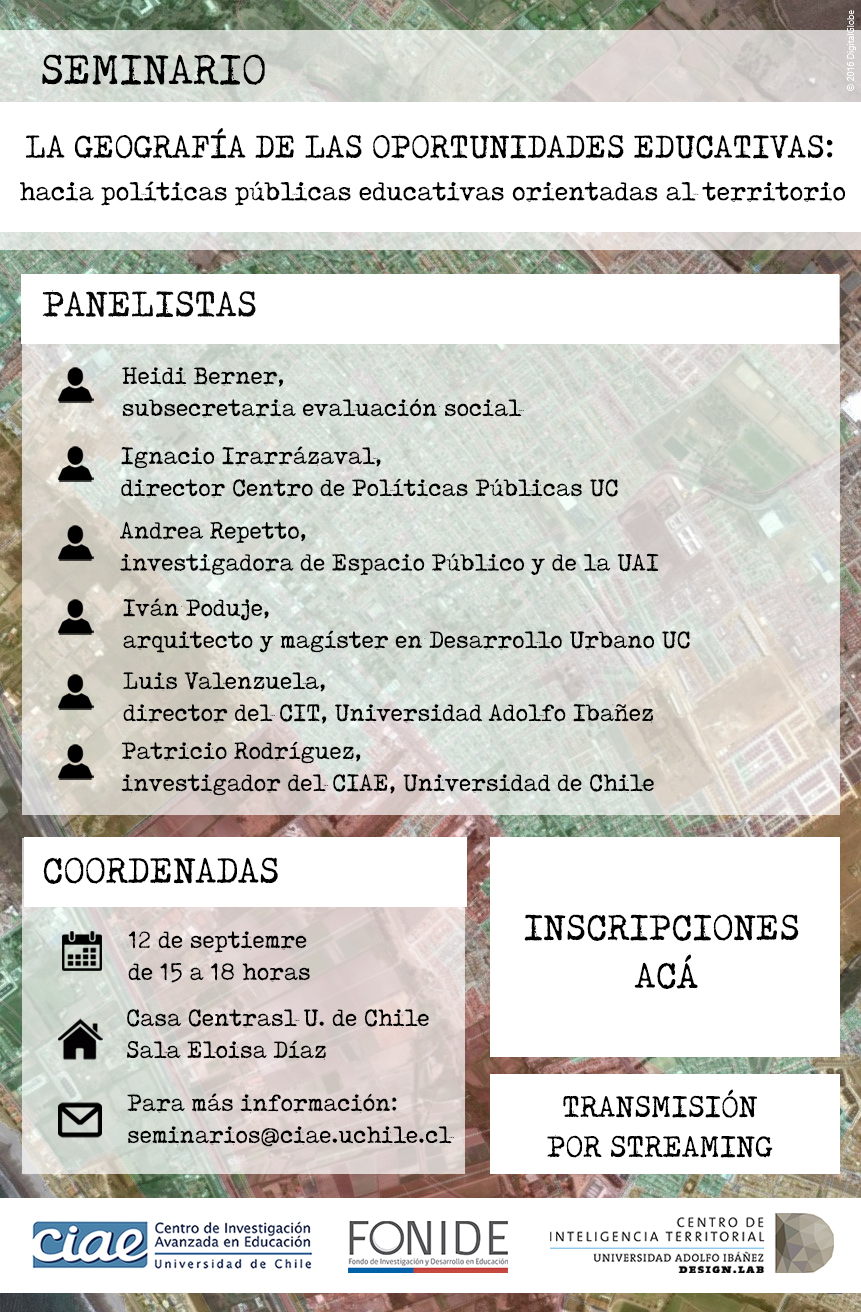 © 2016 DigitalGlobe
SEMINARIO
LA GEOGRAFÍA DE LAS OPORTUNIDADES EDUCATIVAS:
hacia políticas públicas educativas orientadas al territorio
PANELISTAS
Heidi Berner,
subsecretaria evaluación social
Ignacio Irarrázaval,
director Centro de Políticas Públicas UC
Andrea Repetto,
investigadora de Espacio Público y de la UAI
Iván Poduje,
arquitecto y magíster en Desarrollo Urbano UC
Luis Valenzuela,
director del CIT, Universidad Adolfo Ibañez
Patricio Rodríguez,
investigador del CIAE, Universidad de Chile
COORDENADAS
12 de septiemre
de 15 a 18 horas
Casa Centrasl U. de Chile
Sala Eloisa Díaz
Para más información:
seminarios@ciae.uchile.cl
INSCRIPCIONES
ACÁ
TRANSMISIÓN
POR STREAMING
ciae
Centro de Investigación
Avanzada en Educación
Universidad de Chile
FONIDE
Fondo de Investigación y Desarrollo en Educación
CENTRO DE
INTELIGENCIA TERRITORIAL
UNIVERSIDAD ADOLFO IBÁÑEZ
DESIGN.LAB